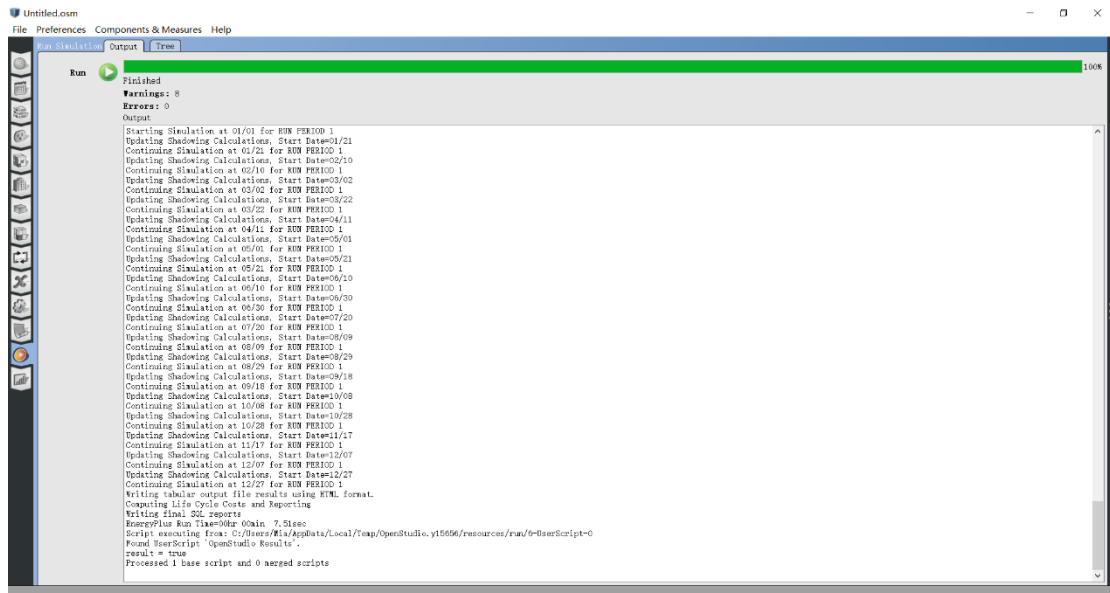 Untitled.osm
File Preferences Components & Measures Help
Run Simulation Output Tree
Run 100%
Finished
Warnings: 8
Errors: 0
Output
Starting Simulation at 01/01 for RUN PERIOD 1
Updating Shadowing Calculations, Start Date=01/21
Continuing Simulation at 01/21 for RUN PERIOD 1
Updating Shadowing Calculations, Start Date=02/10
Continuing Simulation at 02/10 for RUN PERIOD 1
Updating Shadowing Calculations, Start Date=03/02
Continuing Simulation at 03/02 for RUN PERIOD 1
Updating Shadowing Calculations, Start Date=03/22
Continuing Simulation at 03/22 for RUN PERIOD 1
Updating Shadowing Calculations, Start Date=04/11
Continuing Simulation at 04/11 for RUN PERIOD 1
Updating Shadowing Calculations, Start Date=05/01
Continuing Simulation at 05/01 for RUN PERIOD 1
Updating Shadowing Calculations, Start Date=05/21
Continuing Simulation at 05/21 for RUN PERIOD 1
Updating Shadowing Calculations, Start Date=06/10
Continuing Simulation at 06/10 for RUN PERIOD 1
Updating Shadowing Calculations, Start Date=06/30
Continuing Simulation at 06/30 for RUN PERIOD 1
Updating Shadowing Calculations, Start Date=07/20
Continuing Simulation at 07/20 for RUN PERIOD 1
Updating Shadowing Calculations, Start Date=08/09
Continuing Simulation at 08/09 for RUN PERIOD 1
Updating Shadowing Calculations, Start Date=08/29
Continuing Simulation at 08/29 for RUN PERIOD 1
Updating Shadowing Calculations, Start Date=09/18
Continuing Simulation at 09/18 for RUN PERIOD 1
Updating Shadowing Calculations, Start Date=10/08
Continuing Simulation at 10/08 for RUN PERIOD 1
Updating Shadowing Calculations, Start Date=10/28
Continuing Simulation at 10/28 for RUN PERIOD 1
Updating Shadowing Calculations, Start Date=11/17
Continuing Simulation at 11/17 for RUN PERIOD 1
Updating Shadowing Calculations, Start Date=12/07
Continuing Simulation at 12/07 for RUN PERIOD 1
Updating Shadowing Calculations, Start Date=12/27
Continuing Simulation at 12/27 for RUN PERIOD 1
Writing tabular output file results using HTML format.
Computing Life Cycle Costs and Reporting
Writing final SQL reports
EnergyPlus Run Time=00hr 00min 7.51sec
Script executing from: C:/Users/Mia/AppData/Local/Temp/OpenStudio.y15656/resources/run/6-UserScript-0
Found UserScript 'OpenStudio Results'.
result = true
Processed 1 base script and 0 merged scripts